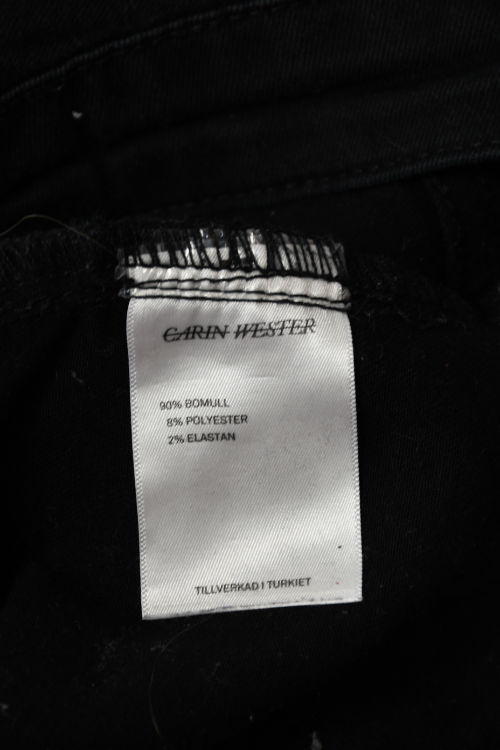 CARIN WESTER
90% BOMULL
8% POLYESTER
2% ELASTAN
TILLVERKAD I TURKIET